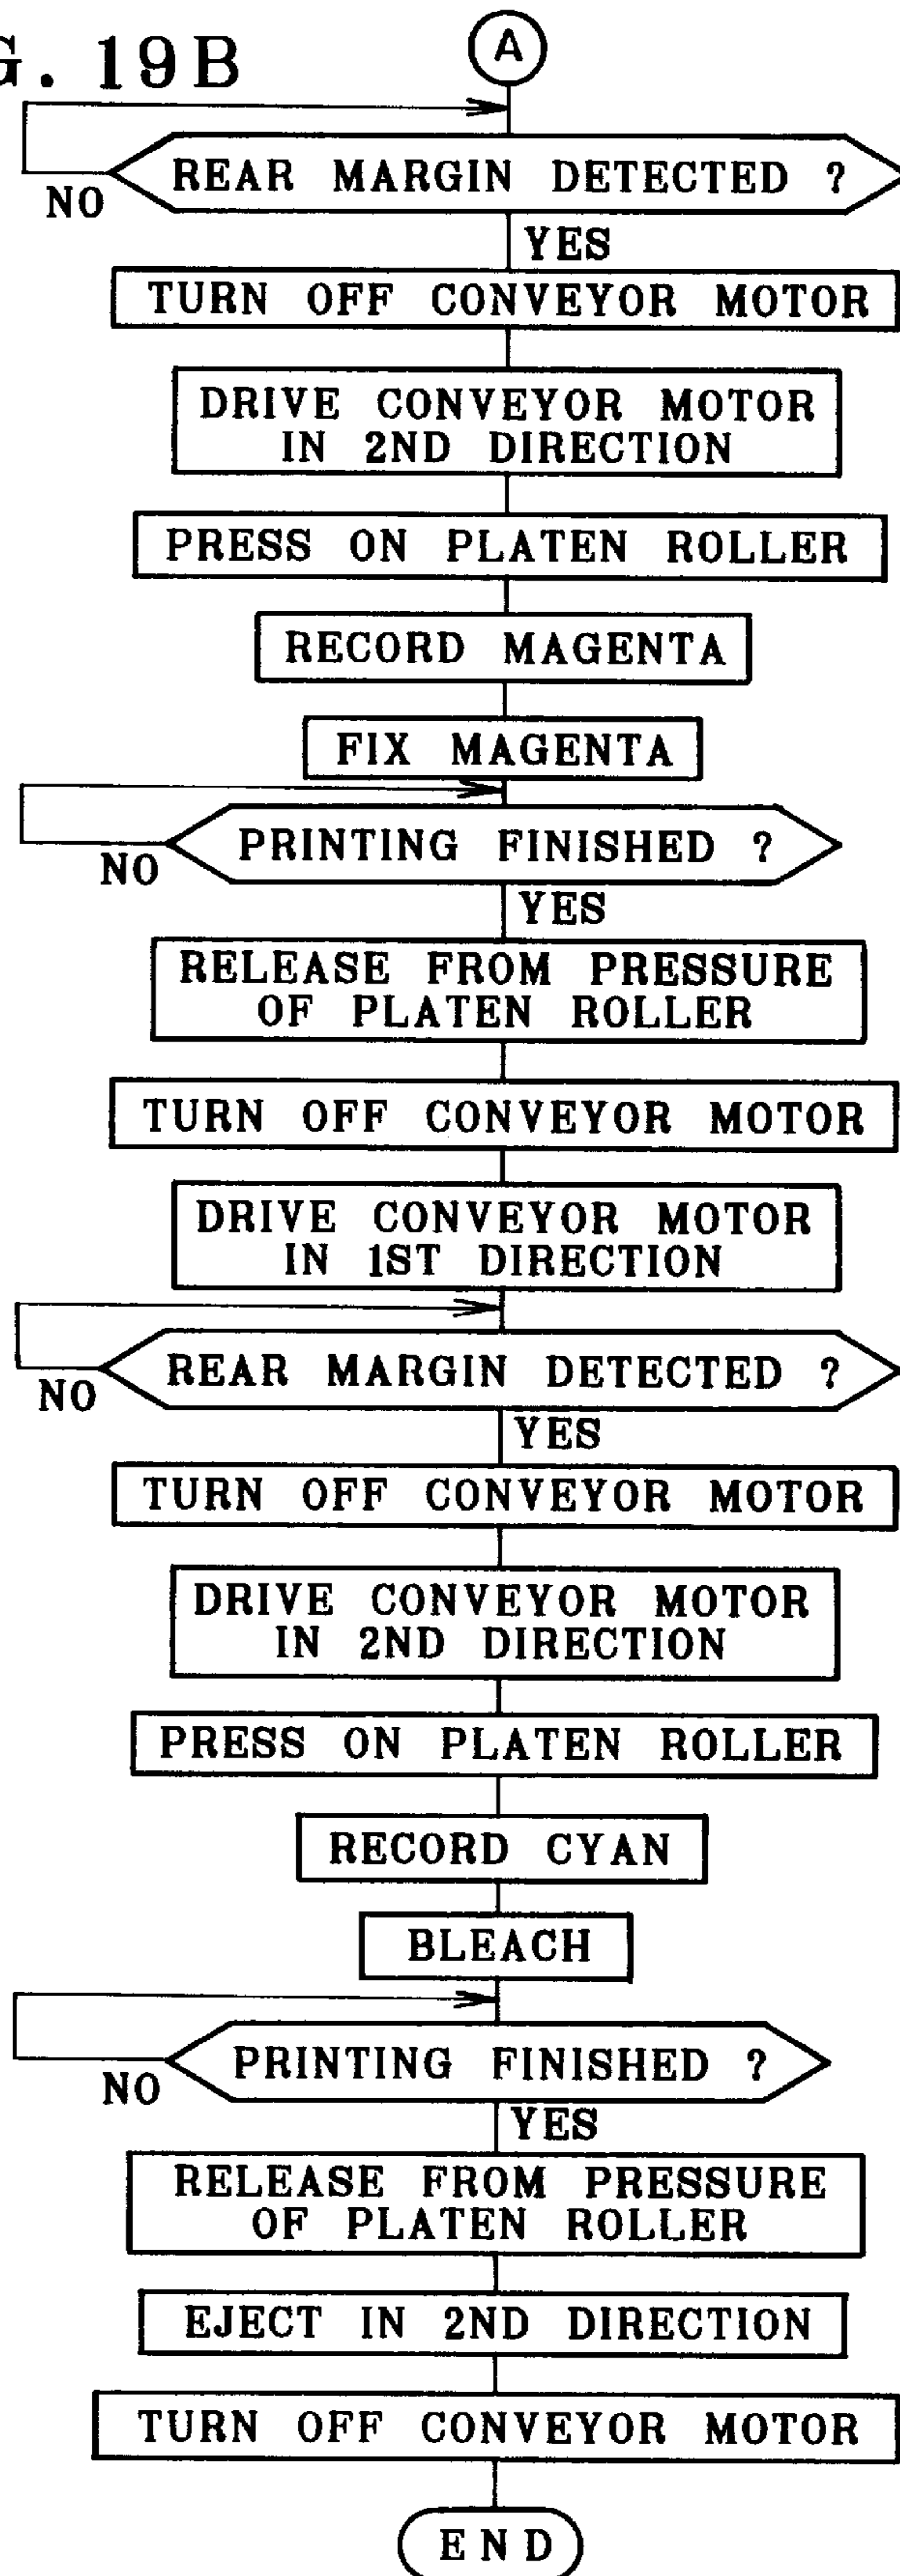 G. 19B
A
REAR MARGIN DETECTED ?
NO
YES
TURN OFF CONVEYOR MOTOR
DRIVE CONVEYOR MOTOR
IN 2ND DIRECTION
PRESS ON PLATEN ROLLER
RECORD MAGENTA
FIX MAGENTA
PRINTING FINISHED ?
NO
YES
RELEASE FROM PRESSURE
OF PLATEN ROLLER
TURN OFF CONVEYOR MOTOR
DRIVE CONVEYOR MOTOR
IN 1ST DIRECTION
REAR MARGIN DETECTED ?
NO
YES
TURN OFF CONVEYOR MOTOR
DRIVE CONVEYOR MOTOR
IN 2ND DIRECTION
PRESS ON PLATEN ROLLER
RECORD CYAN
BLEACH
PRINTING FINISHED ?
NO
YES
RELEASE FROM PRESSURE
OF PLATEN ROLLER
EJECT IN 2ND DIRECTION
TURN OFF CONVEYOR MOTOR
END